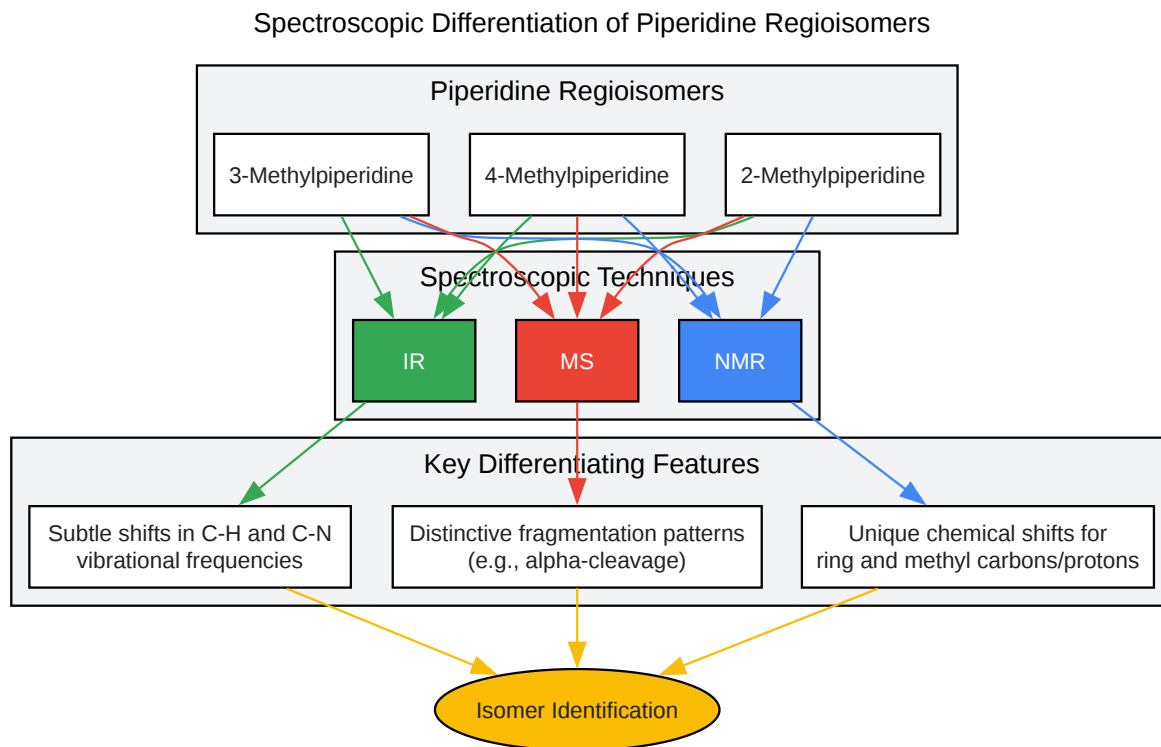 Spectroscopic Differentiation of Piperidine Regioisomers
Piperidine Regioisomers
3-Methylpiperidine
4-Methylpiperidine
2-Methylpiperidine
Spectroscopic Techniques
IR
MS
NMR
Key Differentiating Features
Subtle shifts in C-H and C-N
vibrational frequencies
Distinctive fragmentation patterns
(e.g., alpha-cleavage)
Unique chemical shifts for
ring and methyl carbons/protons
Isomer Identification